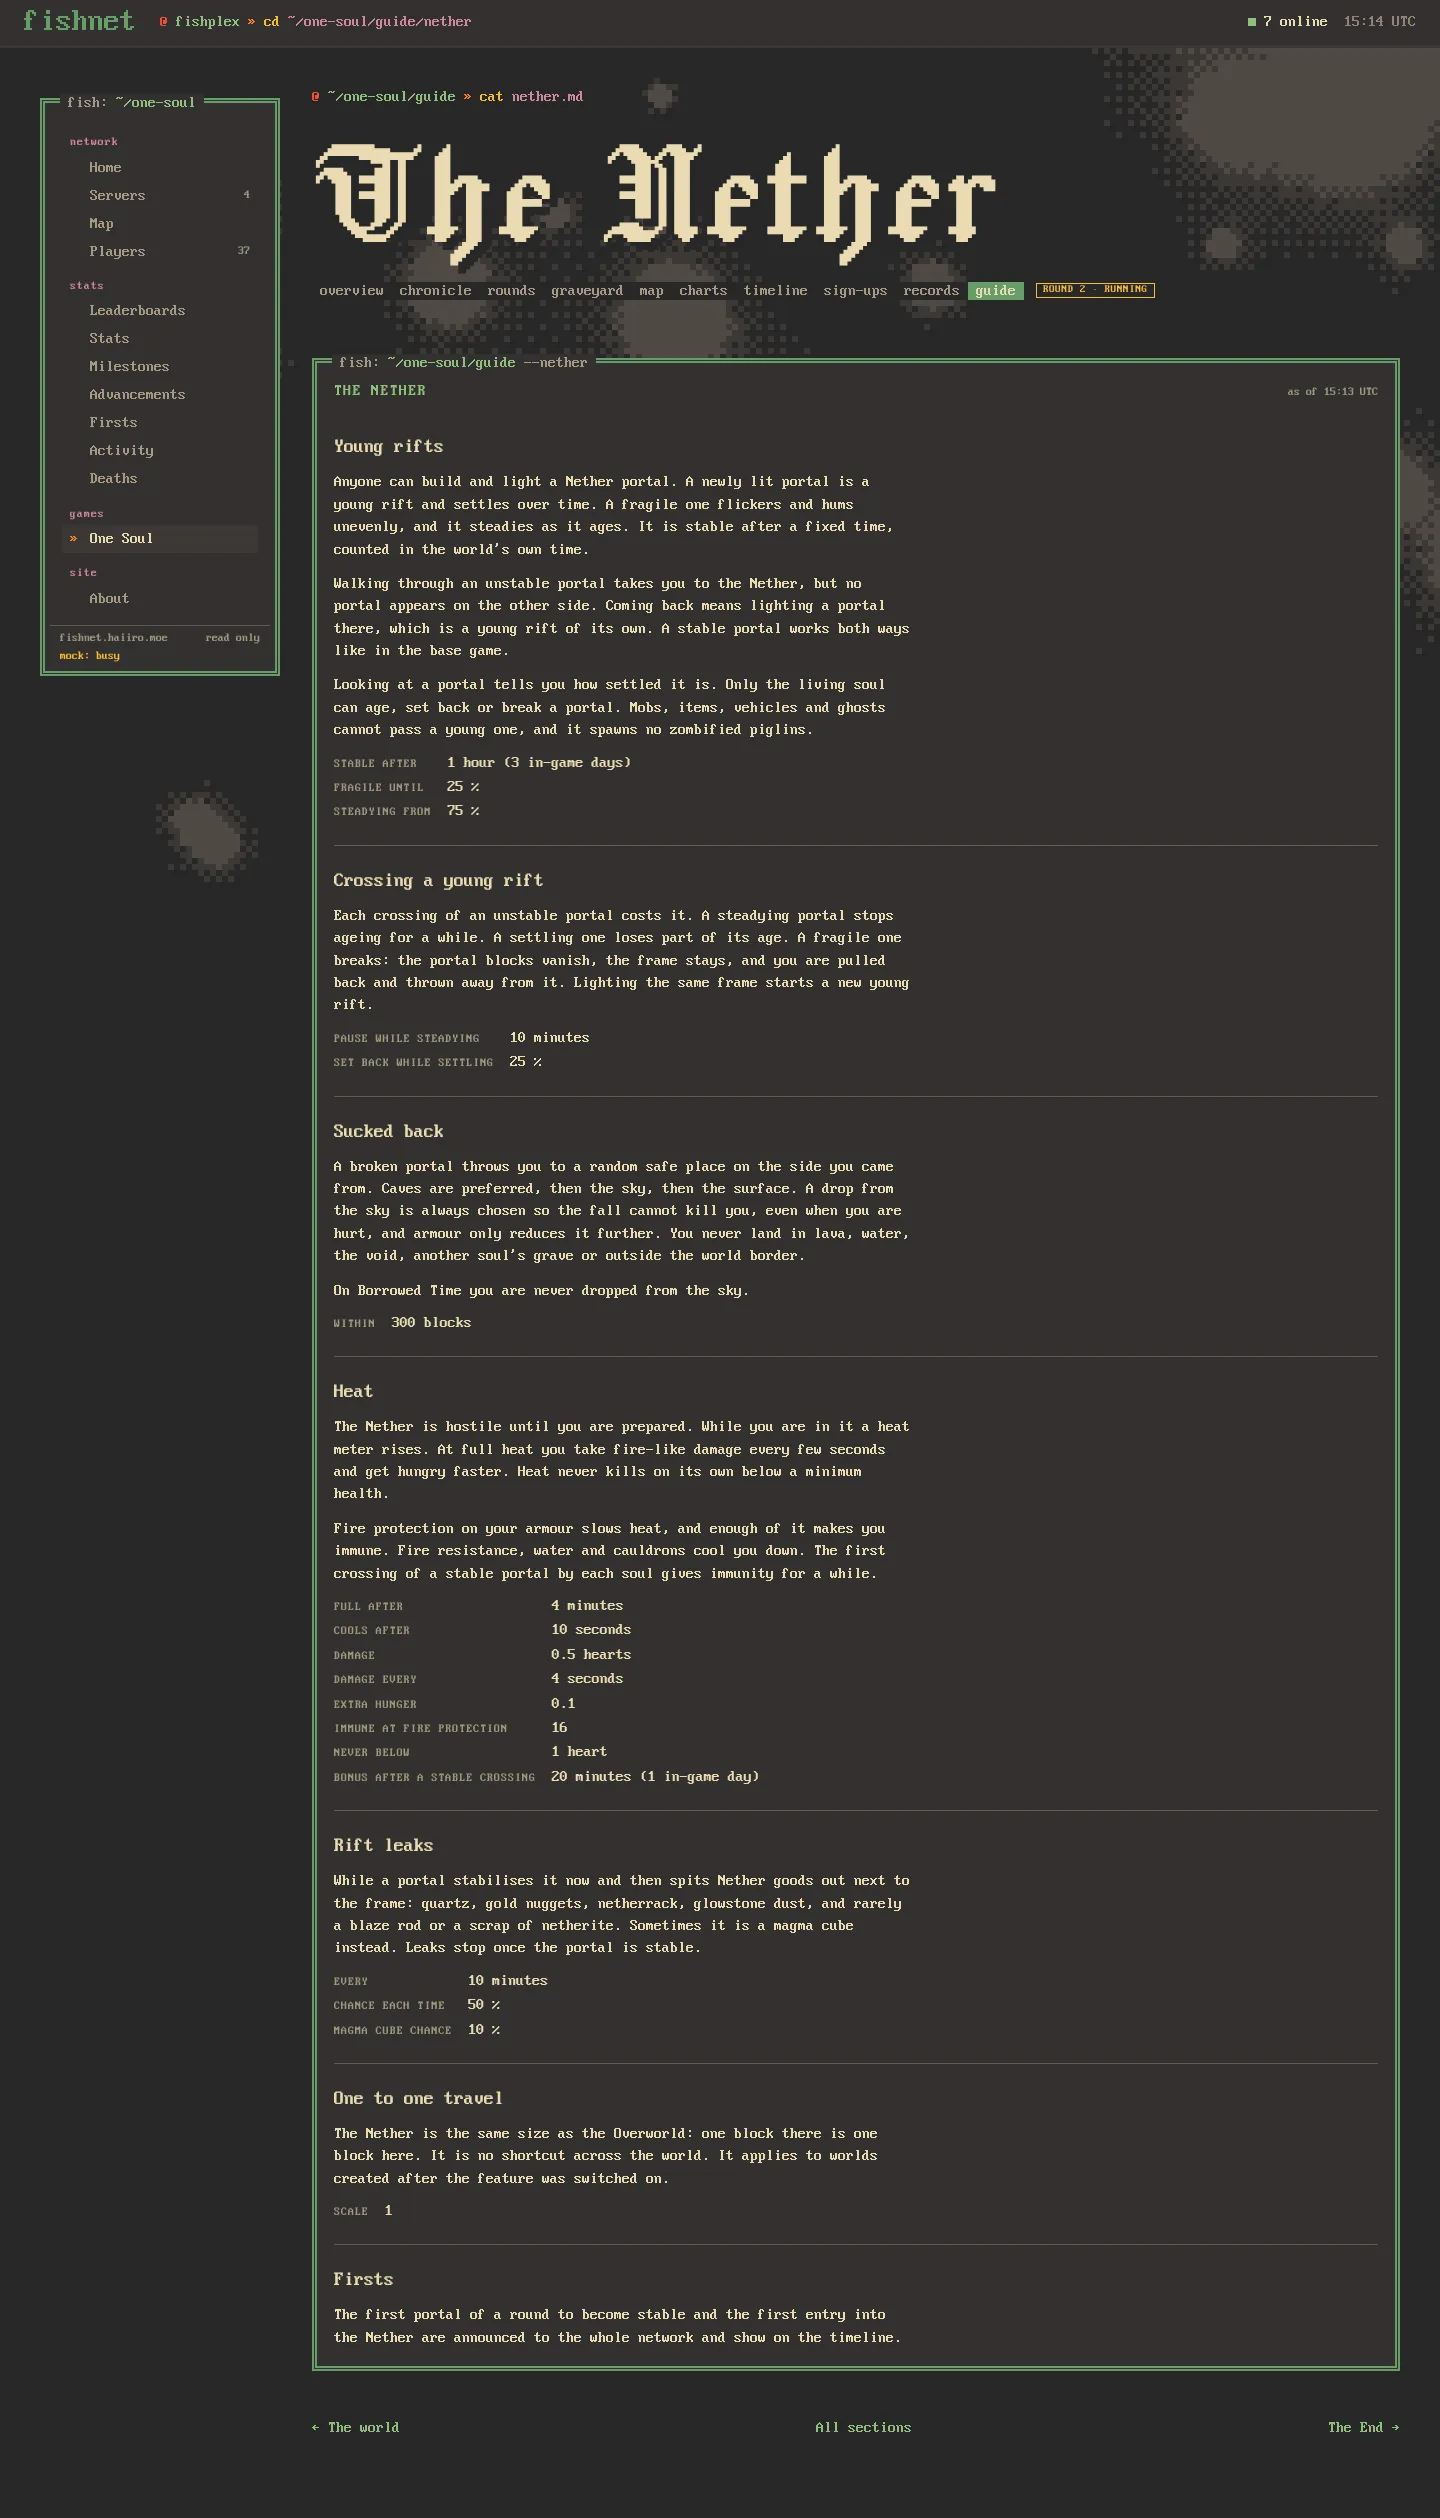 fishnet @ fishplex » cd ~/one-soul/guide/nether 7 online 15:14 UTC
fish: ~/one-soul
network
Home
Servers 4
Map
Players 37
stats
Leaderboards
Stats
Milestones
Advancements
Firsts
Activity
Deaths
games
» One Soul
site
About
fishnet.haiiro.moe read only
mock: busy
@ ~/one-soul/guide » cat nether.md
The Nether
overview chronicle rounds graveyard map charts timeline sign-ups records guide ROUND 2 · RUNNING
fish: ~/one-soul/guide --nether
THE NETHER as of 15:13 UTC
Young rifts
Anyone can build and light a Nether portal. A newly lit portal is a
young rift and settles over time. A fragile one flickers and hums
unevenly, and it steadies as it ages. It is stable after a fixed time,
counted in the world's own time.
Walking through an unstable portal takes you to the Nether, but no
portal appears on the other side. Coming back means lighting a portal
there, which is a young rift of its own. A stable portal works both ways
like in the base game.
Looking at a portal tells you how settled it is. Only the living soul
can age, set back or break a portal. Mobs, items, vehicles and ghosts
cannot pass a young one, and it spawns no zombified piglins.
STABLE AFTER 1 hour (3 in-game days)
FRAGILE UNTIL 25 %
STEADYING FROM 75 %
Crossing a young rift
Each crossing of an unstable portal costs it. A steadying portal stops
ageing for a while. A settling one loses part of its age. A fragile one
breaks: the portal blocks vanish, the frame stays, and you are pulled
back and thrown away from it. Lighting the same frame starts a new young
rift.
PAUSE WHILE STEADYING 10 minutes
SET BACK WHILE SETTLING 25 %
Sucked back
A broken portal throws you to a random safe place on the side you came
from. Caves are preferred, then the sky, then the surface. A drop from
the sky is always chosen so the fall cannot kill you, even when you are
hurt, and armour only reduces it further. You never land in lava, water,
the void, another soul's grave or outside the world border.
On Borrowed Time you are never dropped from the sky.
WITHIN 300 blocks
Heat
The Nether is hostile until you are prepared. While you are in it a heat
meter rises. At full heat you take fire-like damage every few seconds
and get hungry faster. Heat never kills on its own below a minimum
health.
Fire protection on your armour slows heat, and enough of it makes you
immune. Fire resistance, water and cauldrons cool you down. The first
crossing of a stable portal by each soul gives immunity for a while.
FULL AFTER 4 minutes
COOLS AFTER 10 seconds
DAMAGE 0.5 hearts
DAMAGE EVERY 4 seconds
EXTRA HUNGER 0.1
IMMUNE AT FIRE PROTECTION 16
NEVER BELOW 1 heart
BONUS AFTER A STABLE CROSSING 20 minutes (1 in-game day)
Rift leaks
While a portal stabilises it now and then spits Nether goods out next to
the frame: quartz, gold nuggets, netherrack, glowstone dust, and rarely
a blaze rod or a scrap of netherite. Sometimes it is a magma cube
instead. Leaks stop once the portal is stable.
EVERY 10 minutes
CHANCE EACH TIME 50 %
MAGMA CUBE CHANCE 10 %
One to one travel
The Nether is the same size as the Overworld: one block there is one
block here. It is no shortcut across the world. It applies to worlds
created after the feature was switched on.
SCALE 1
Firsts
The first portal of a round to become stable and the first entry into
the Nether are announced to the whole network and show on the timeline.
← The world All sections The End →